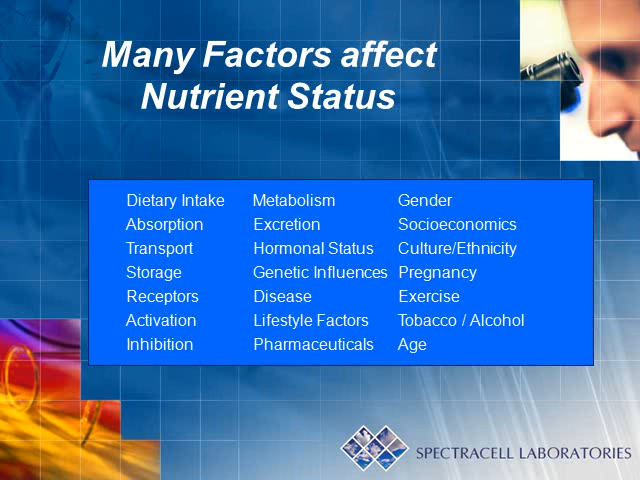 Many Factors affect
Nutrient Status
Dietary Intake Metabolism Gender
Absorption Excretion Socioeconomics
Transport Hormonal Status Culture/Ethnicity
Storage Genetic Influences Pregnancy
Receptors Disease Exercise
Activation Lifestyle Factors Tobacco / Alcohol
Inhibition Pharmaceuticals Age
SPECTRACELL LABORATORIES